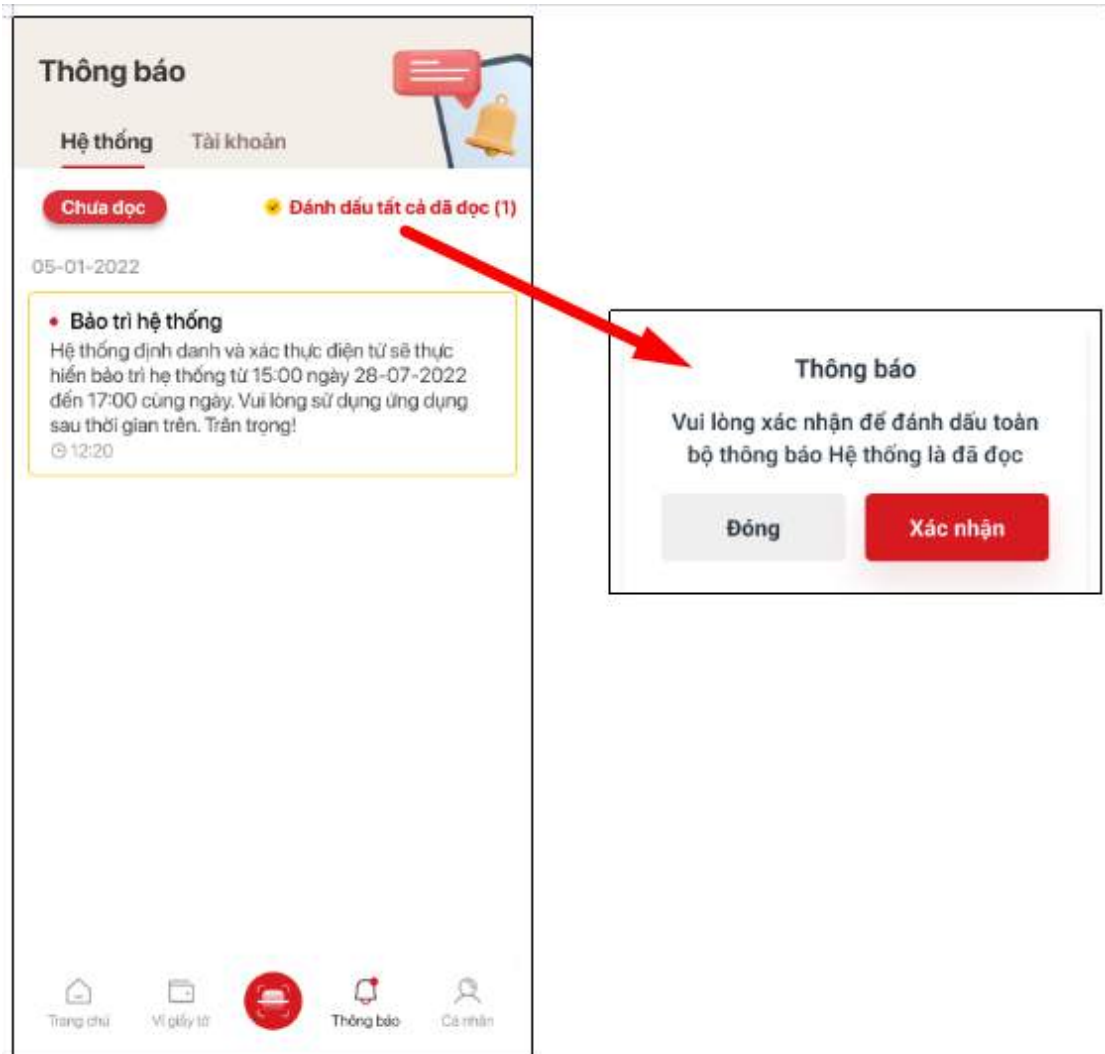 Thông báo
Hệ thống Tài khoản
Chưa đọc Đánh dấu tất cả đã đọc (1)
05-01-2022
Bảo trì hệ thống
Hệ thống định danh và xác thực điện tử sẽ thực
hiến bảo trì hẹ thống từ 15:00 ngày 28-07-2022
đến 17:00 cùng ngày. Vui lòng sử dụng ứng dụng
sau thời gian trên. Trân trọng!
12:20
Thông báo
Vui lòng xác nhận để đánh dấu toàn
bộ thông báo Hệ thống là đã đọc
Đóng Xác nhận
Trang chủ Ví giấy tờ Thông báo Cá nhân